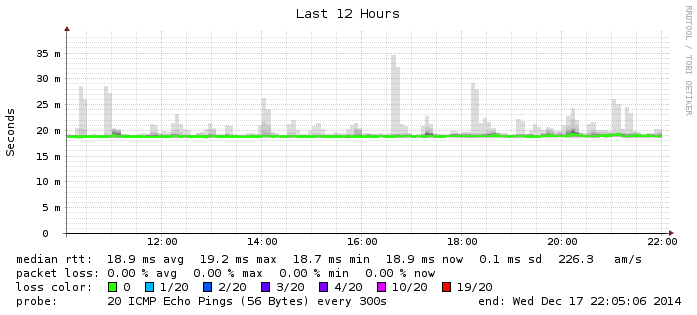 Last 12 Hours
RRDTOOL / TOBI OETIKER
Seconds
35 m
30 m
25 m
20 m
15 m
10 m
5 m
0
12:00 14:00 16:00 18:00 20:00 22:00
median rtt: 18.9 ms avg 19.2 ms max 18.7 ms min 18.9 ms now 0.1 ms sd 226.3 am/s
packet loss: 0.00 % avg 0.00 % max 0.00 % min 0.00 % now
loss color: 0 1/20 2/20 3/20 4/20 10/20 19/20
probe: 20 ICMP Echo Pings (56 Bytes) every 300s end: Wed Dec 17 22:05:06 2014